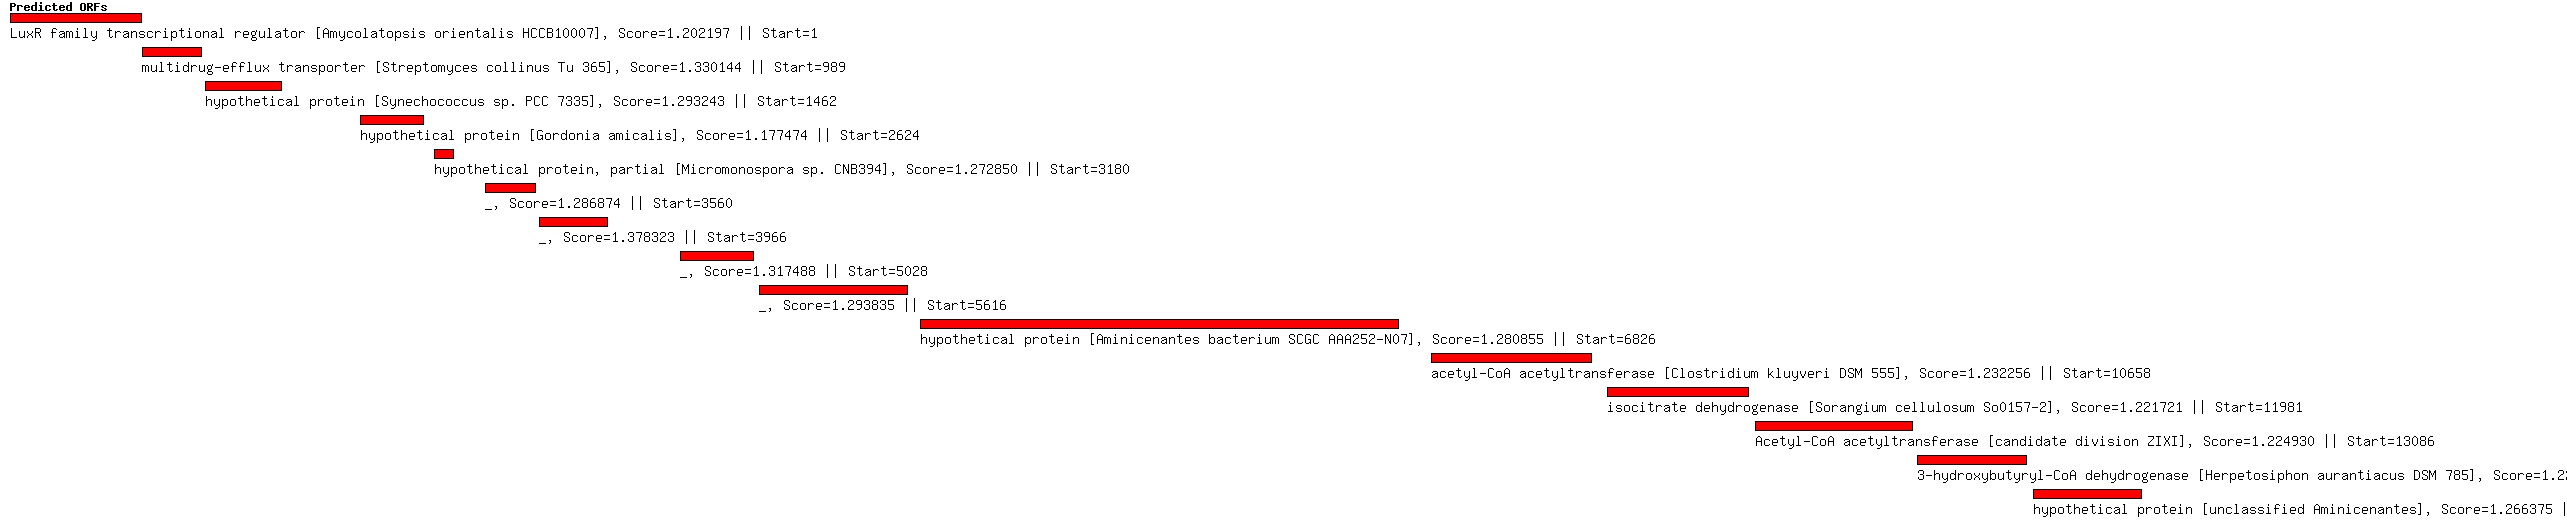 Predicted ORFs
LuxR family transcriptional regulator [Amycolatopsis orientalis HCCB10007], Score=1.202197 || Start=1
multidrug-efflux transporter [Streptomyces collinus Tu 365], Score=1.330144 || Start=989
hypothetical protein [Synechococcus sp. PCC 7335], Score=1.293243 || Start=1462
hypothetical protein [Gordonia amicalis], Score=1.177474 || Start=2624
hypothetical protein, partial [Micromonospora sp. CNB394], Score=1.272850 || Start=3180
_, Score=1.286874 || Start=3560
_, Score=1.378323 || Start=3966
_, Score=1.317488 || Start=5028
_, Score=1.293835 || Start=5616
hypothetical protein [Aminicenantes bacterium SCGC AAA252-N07], Score=1.280855 || Start=6826
acetyl-CoA acetyltransferase [Clostridium kluyveri DSM 555], Score=1.232256 || Start=10658
isocitrate dehydrogenase [Sorangium cellulosum So0157-2], Score=1.221721 || Start=11981
Acetyl-CoA acetyltransferase [candidate division ZIXI], Score=1.224930 || Start=13086
3-hydroxybutyryl-CoA dehydrogenase [Herpetosiphon aurantiacus DSM 785], Score=1.2
hypothetical protein [unclassified Aminicenantes], Score=1.266375 |